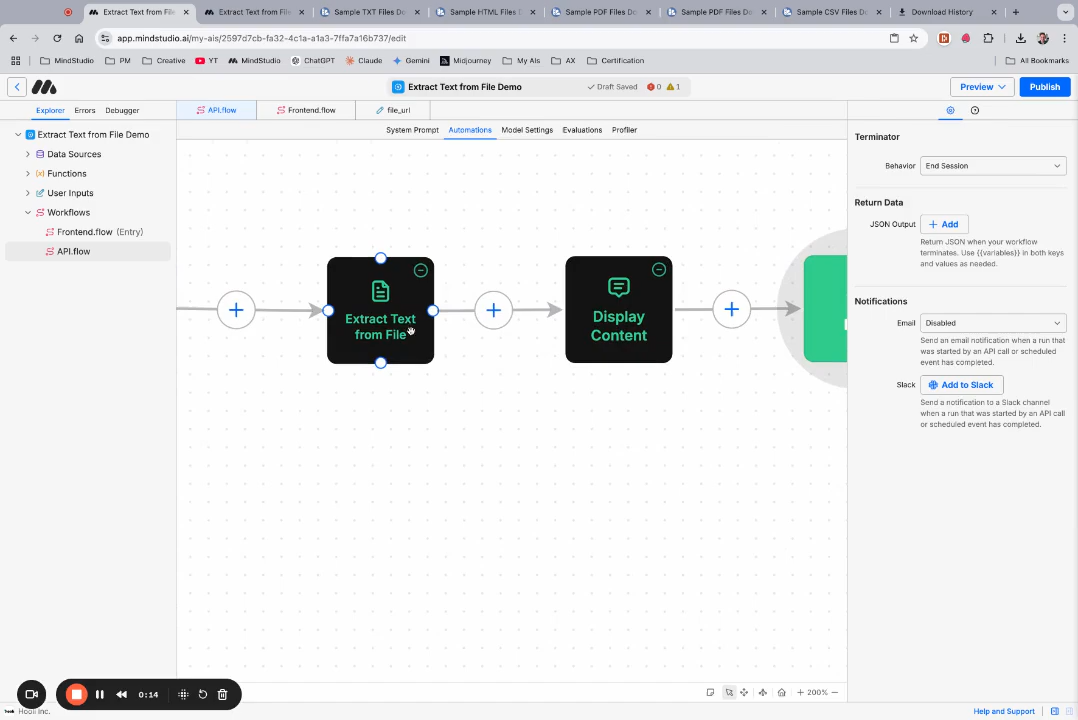 Extract Text from Fil
Extract Text from File
Sample TXT Files Do
Sample HTML Files D
Sample PDF Files Do
Sample PDF Files Do
Sample CSV Files Do
Download History
app.mindstudio.ai/my-ais/2597d7cb-fa32-4c1a-a1a3-7ffa7a16b737/edit
MindStudio
PM
Creative
YT
MindStudio
ChatGPT
Claude
Gemini
Midjourney
My AIs
AX
Certification
All Bookmarks
Extract Text from File Demo
Draft Saved
0
1
Preview
Publish
Explorer
Errors
Debugger
API.flow
Frontend.flow
file_url
System Prompt
Automations
Model Settings
Evaluations
Profiler
Extract Text from File Demo
Data Sources
Functions
User Inputs
Workflows
Frontend.flow (Entry)
API.flow
Extract Text
from File
Display
Content
Terminator
Behavior
End Session
Return Data
JSON Output
Add
Return JSON when your workflow
terminates. Use {{variables}} in both keys
and values as needed.
Notifications
Email
Disabled
Send an email notification when a run that
was started by an API call or scheduled
event has completed.
Slack
Add to Slack
Send a notification to a Slack channel
when a run that was started by an API call
or scheduled event has completed.
0:14
200%
Hooli Inc.
Help and Support